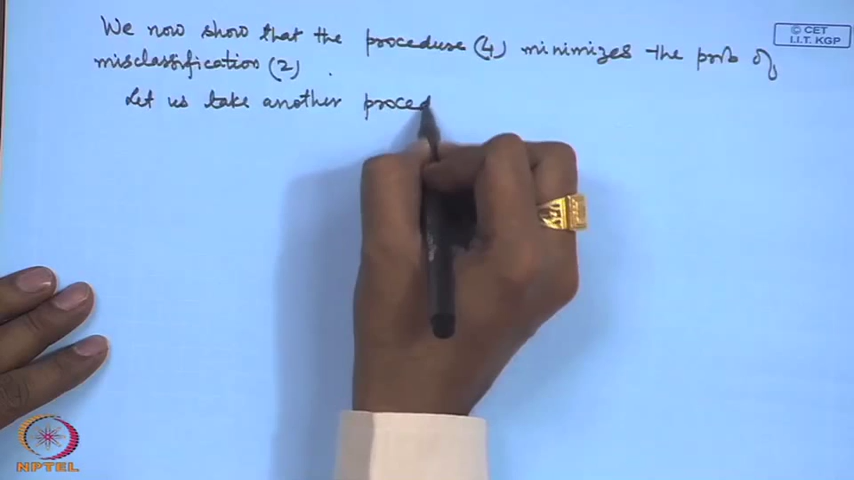 We now show that the procedure (4) minimizes the prob of
© CET
I.I.T. KGP
misclassification (2) .
Let us take another proced
NPTEL